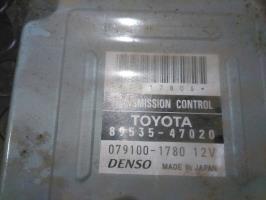 TRANSMISSION CONTROL
TOYOTA
89535-47020
079100-1780 12V
DENSO MADE IN JAPAN